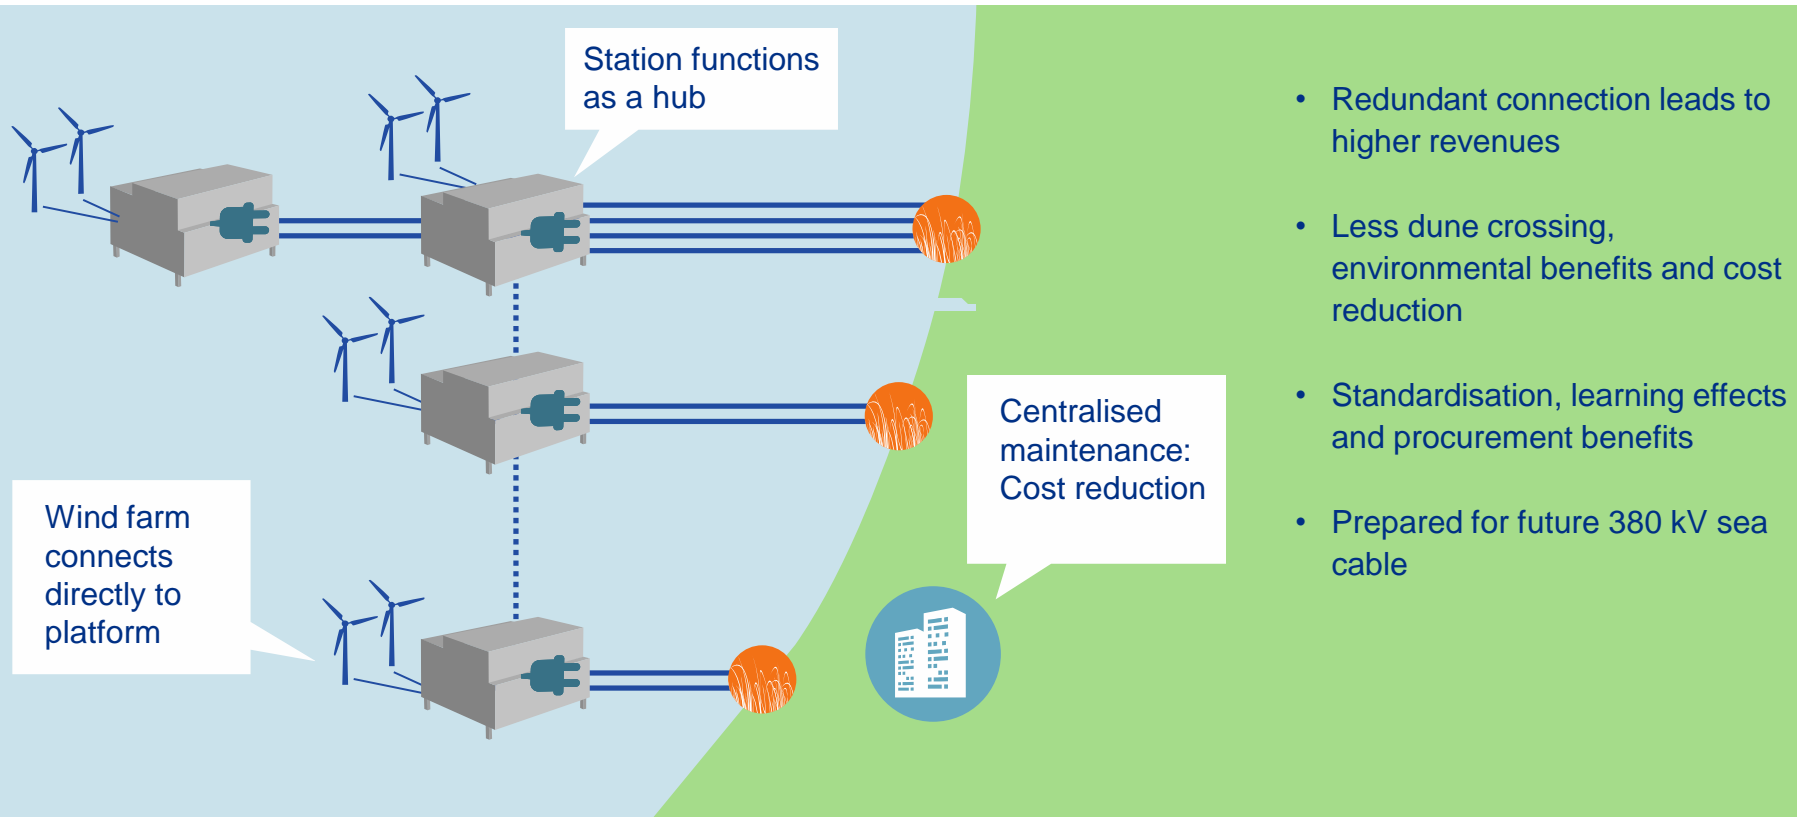 Station functions
as a hub
Wind farm
connects
directly to
platform
Centralised
maintenance:
Cost reduction
• Redundant connection leads to
higher revenues
• Less dune crossing,
environmental benefits and cost
reduction
• Standardisation, learning effects
and procurement benefits
• Prepared for future 380 kV sea
cable